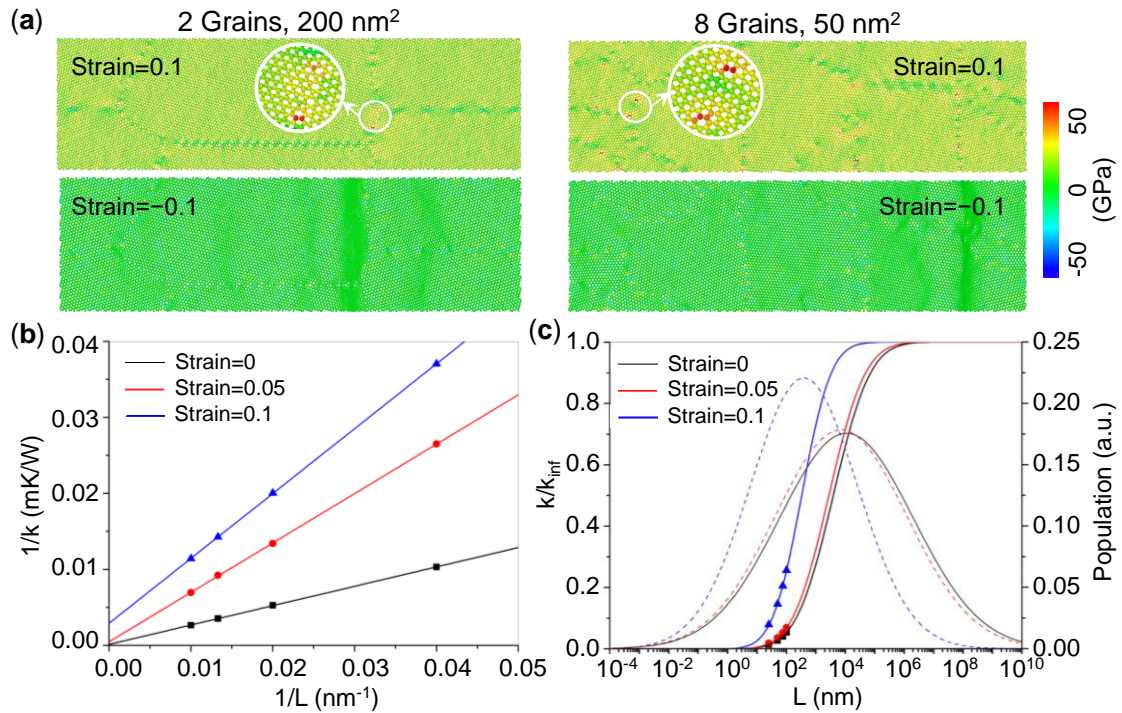 (a)
2 Grains, 200 nm²
8 Grains, 50 nm²
Strain=0.1
Strain=0.1
Strain=−0.1
Strain=−0.1
50
0
-50
(GPa)
(b)
0.04
0.03
0.02
0.01
0.00
1/k (mK/W)
Strain=0
Strain=0.05
Strain=0.1
0.00 0.01 0.02 0.03 0.04 0.05
1/L (nm⁻¹)
(c)
1.0
0.8
0.6
0.4
0.2
0.0
k/k_inf
Strain=0
Strain=0.05
Strain=0.1
0.25
0.20
0.15
0.10
0.05
0.00
Population (a.u.)
10⁻⁴ 10⁻² 10⁰ 10² 10⁴ 10⁶ 10⁸ 10¹⁰
L (nm)